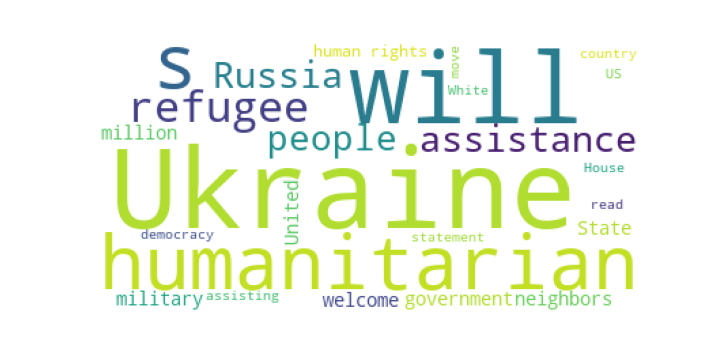 s
will
human rights
move
country
Russia
US
White
refugee
million
people
assistance
Ukraine
House
United
read
democracy
State
statement
humanitarian
military
assisting
welcome
government
neighbors